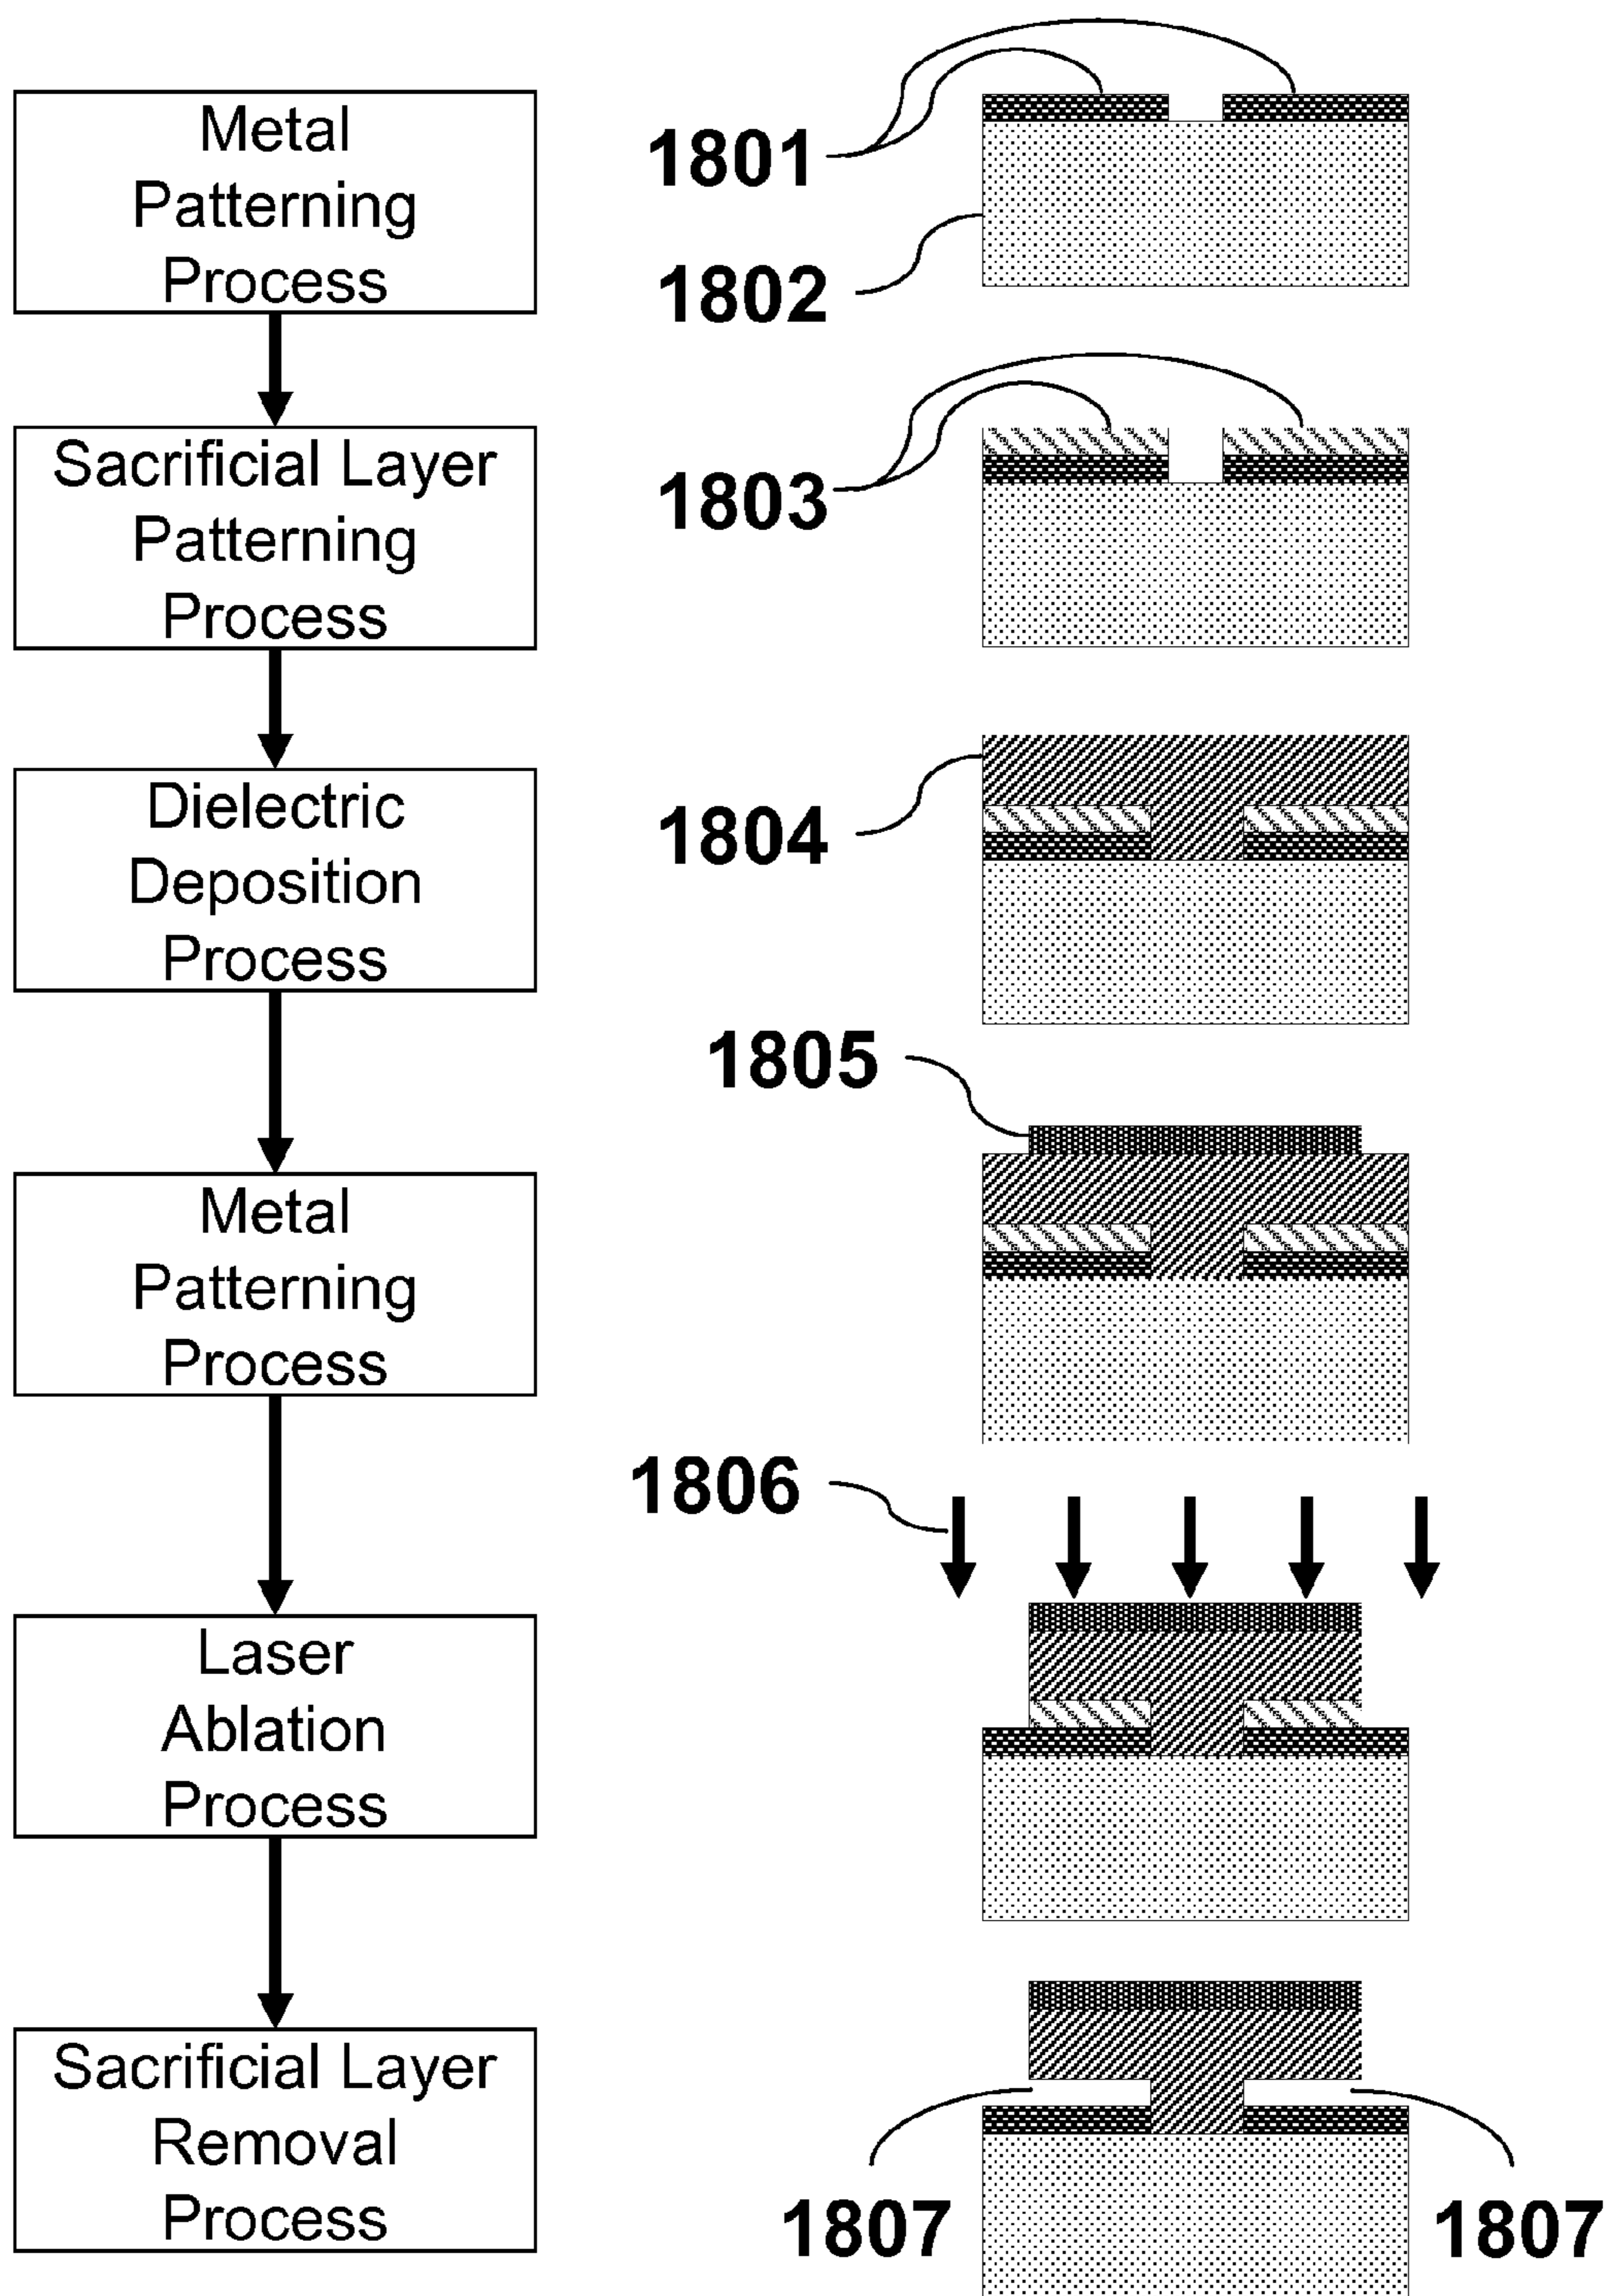 Metal
Patterning
Process
1801
1802
Sacrificial Layer
Patterning
Process
1803
Dielectric
Deposition
Process
1804
1805
Metal
Patterning
Process
1806
Laser
Ablation
Process
Sacrificial Layer
Removal
Process
1807
1807